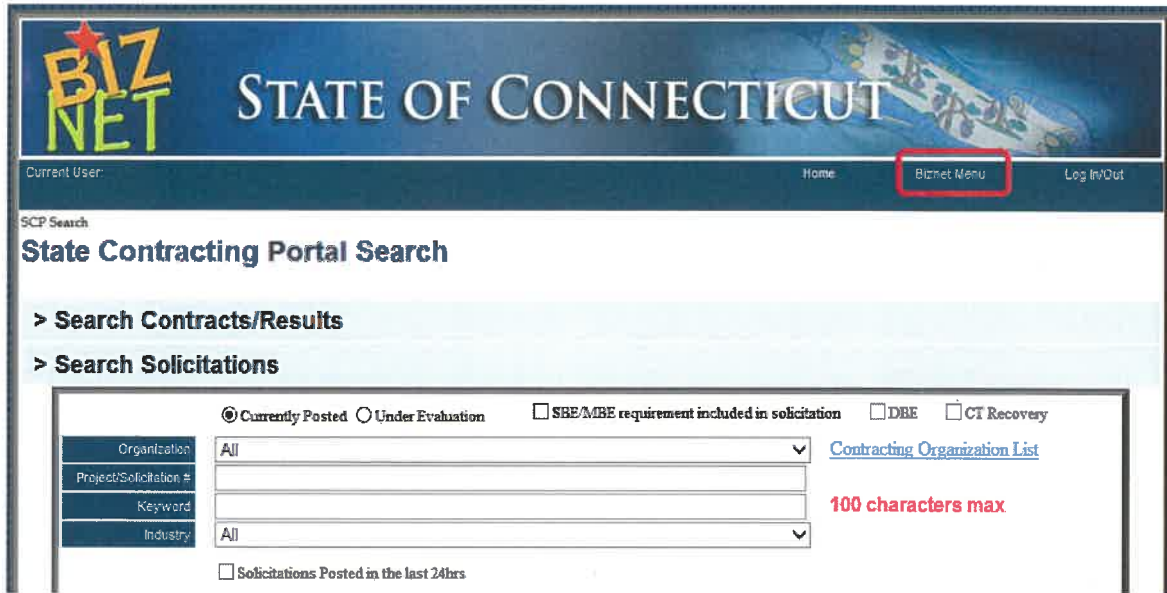 BIZ
NET
STATE OF CONNECTICUT
Current User: Home Biznet Menu Log In/Out
SCP Search
State Contracting Portal Search
> Search Contracts/Results
> Search Solicitations
Currently Posted Under Evaluation SBE/MBE requirement included in solicitation DBE CT Recovery
Organization All Contracting Organization List
Project/Solicitation #
Keyword 100 characters max
Industry All
Solicitations Posted in the last 24hrs